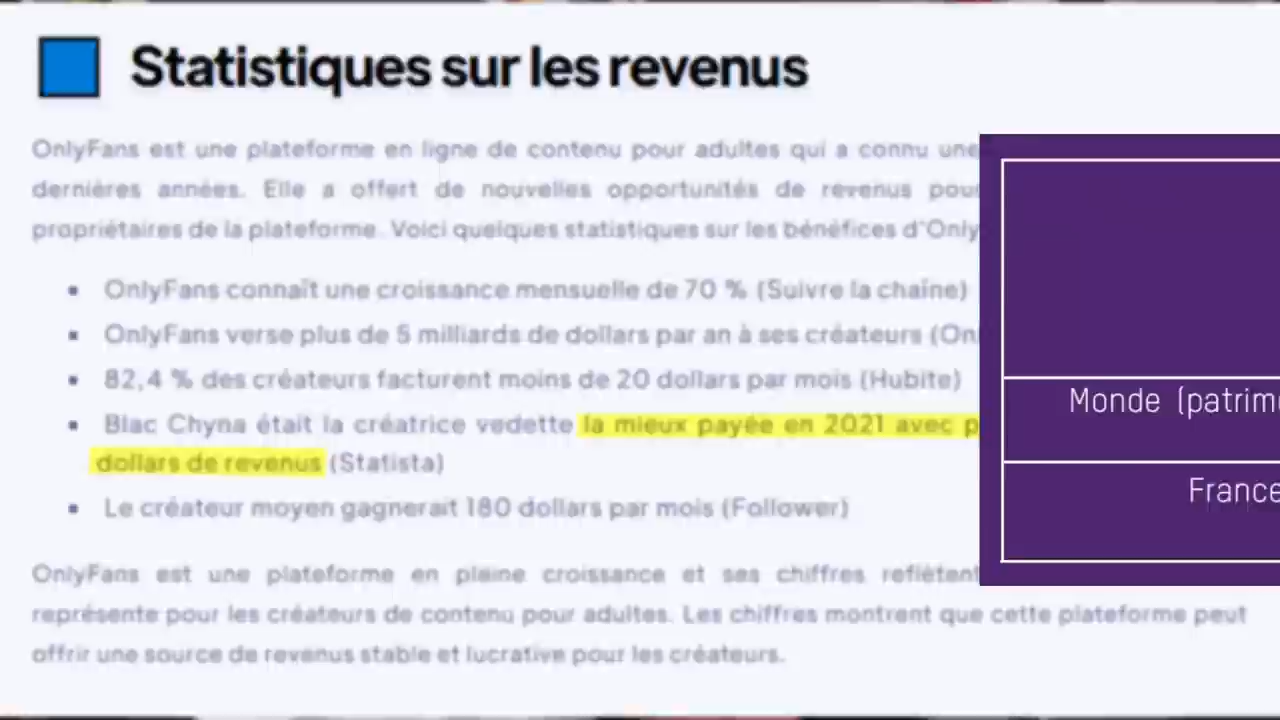 Statistiques sur les revenus
OnlyFans est une plateforme en ligne de contenu pour adultes qui a connu une
dernières années. Elle a offert de nouvelles opportunités de revenus pour
propriétaires de la plateforme. Voici quelques statistiques sur les bénéfices d'Only
OnlyFans connaît une croissance mensuelle de 70 % (Suivre la chaîne)
OnlyFans verse plus de 5 milliards de dollars par an à ses créateurs (On
82,4 % des créateurs facturent moins de 20 dollars par mois (Hubite)
Blac Chyna était la créatrice vedette la mieux payée en 2021 avec p
dollars de revenus (Statista)
Le créateur moyen gagnerait 180 dollars par mois (Follower)
OnlyFans est une plateforme en pleine croissance et ses chiffres reflètent
représente pour les créateurs de contenu pour adultes. Les chiffres montrent que cette plateforme peut
offrir une source de revenus stable et lucrative pour les créateurs.
Monde (patrim
France